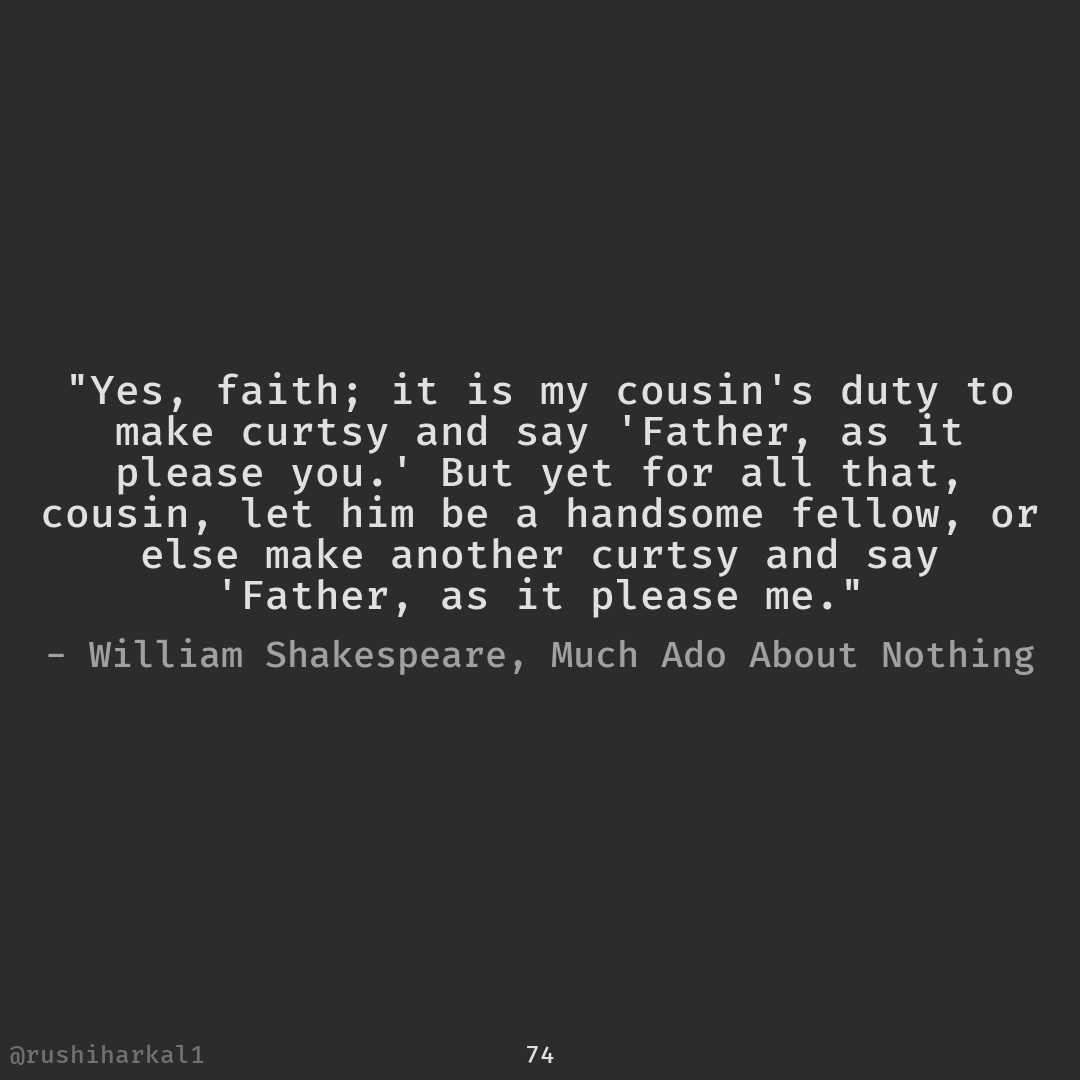 "Yes, faith; it is my cousin's duty to
make curtsy and say 'Father, as it
please you.' But yet for all that,
cousin, let him be a handsome fellow, or
else make another curtsy and say
'Father, as it please me."
– William Shakespeare, Much Ado About Nothing
@rushiharkal1
74